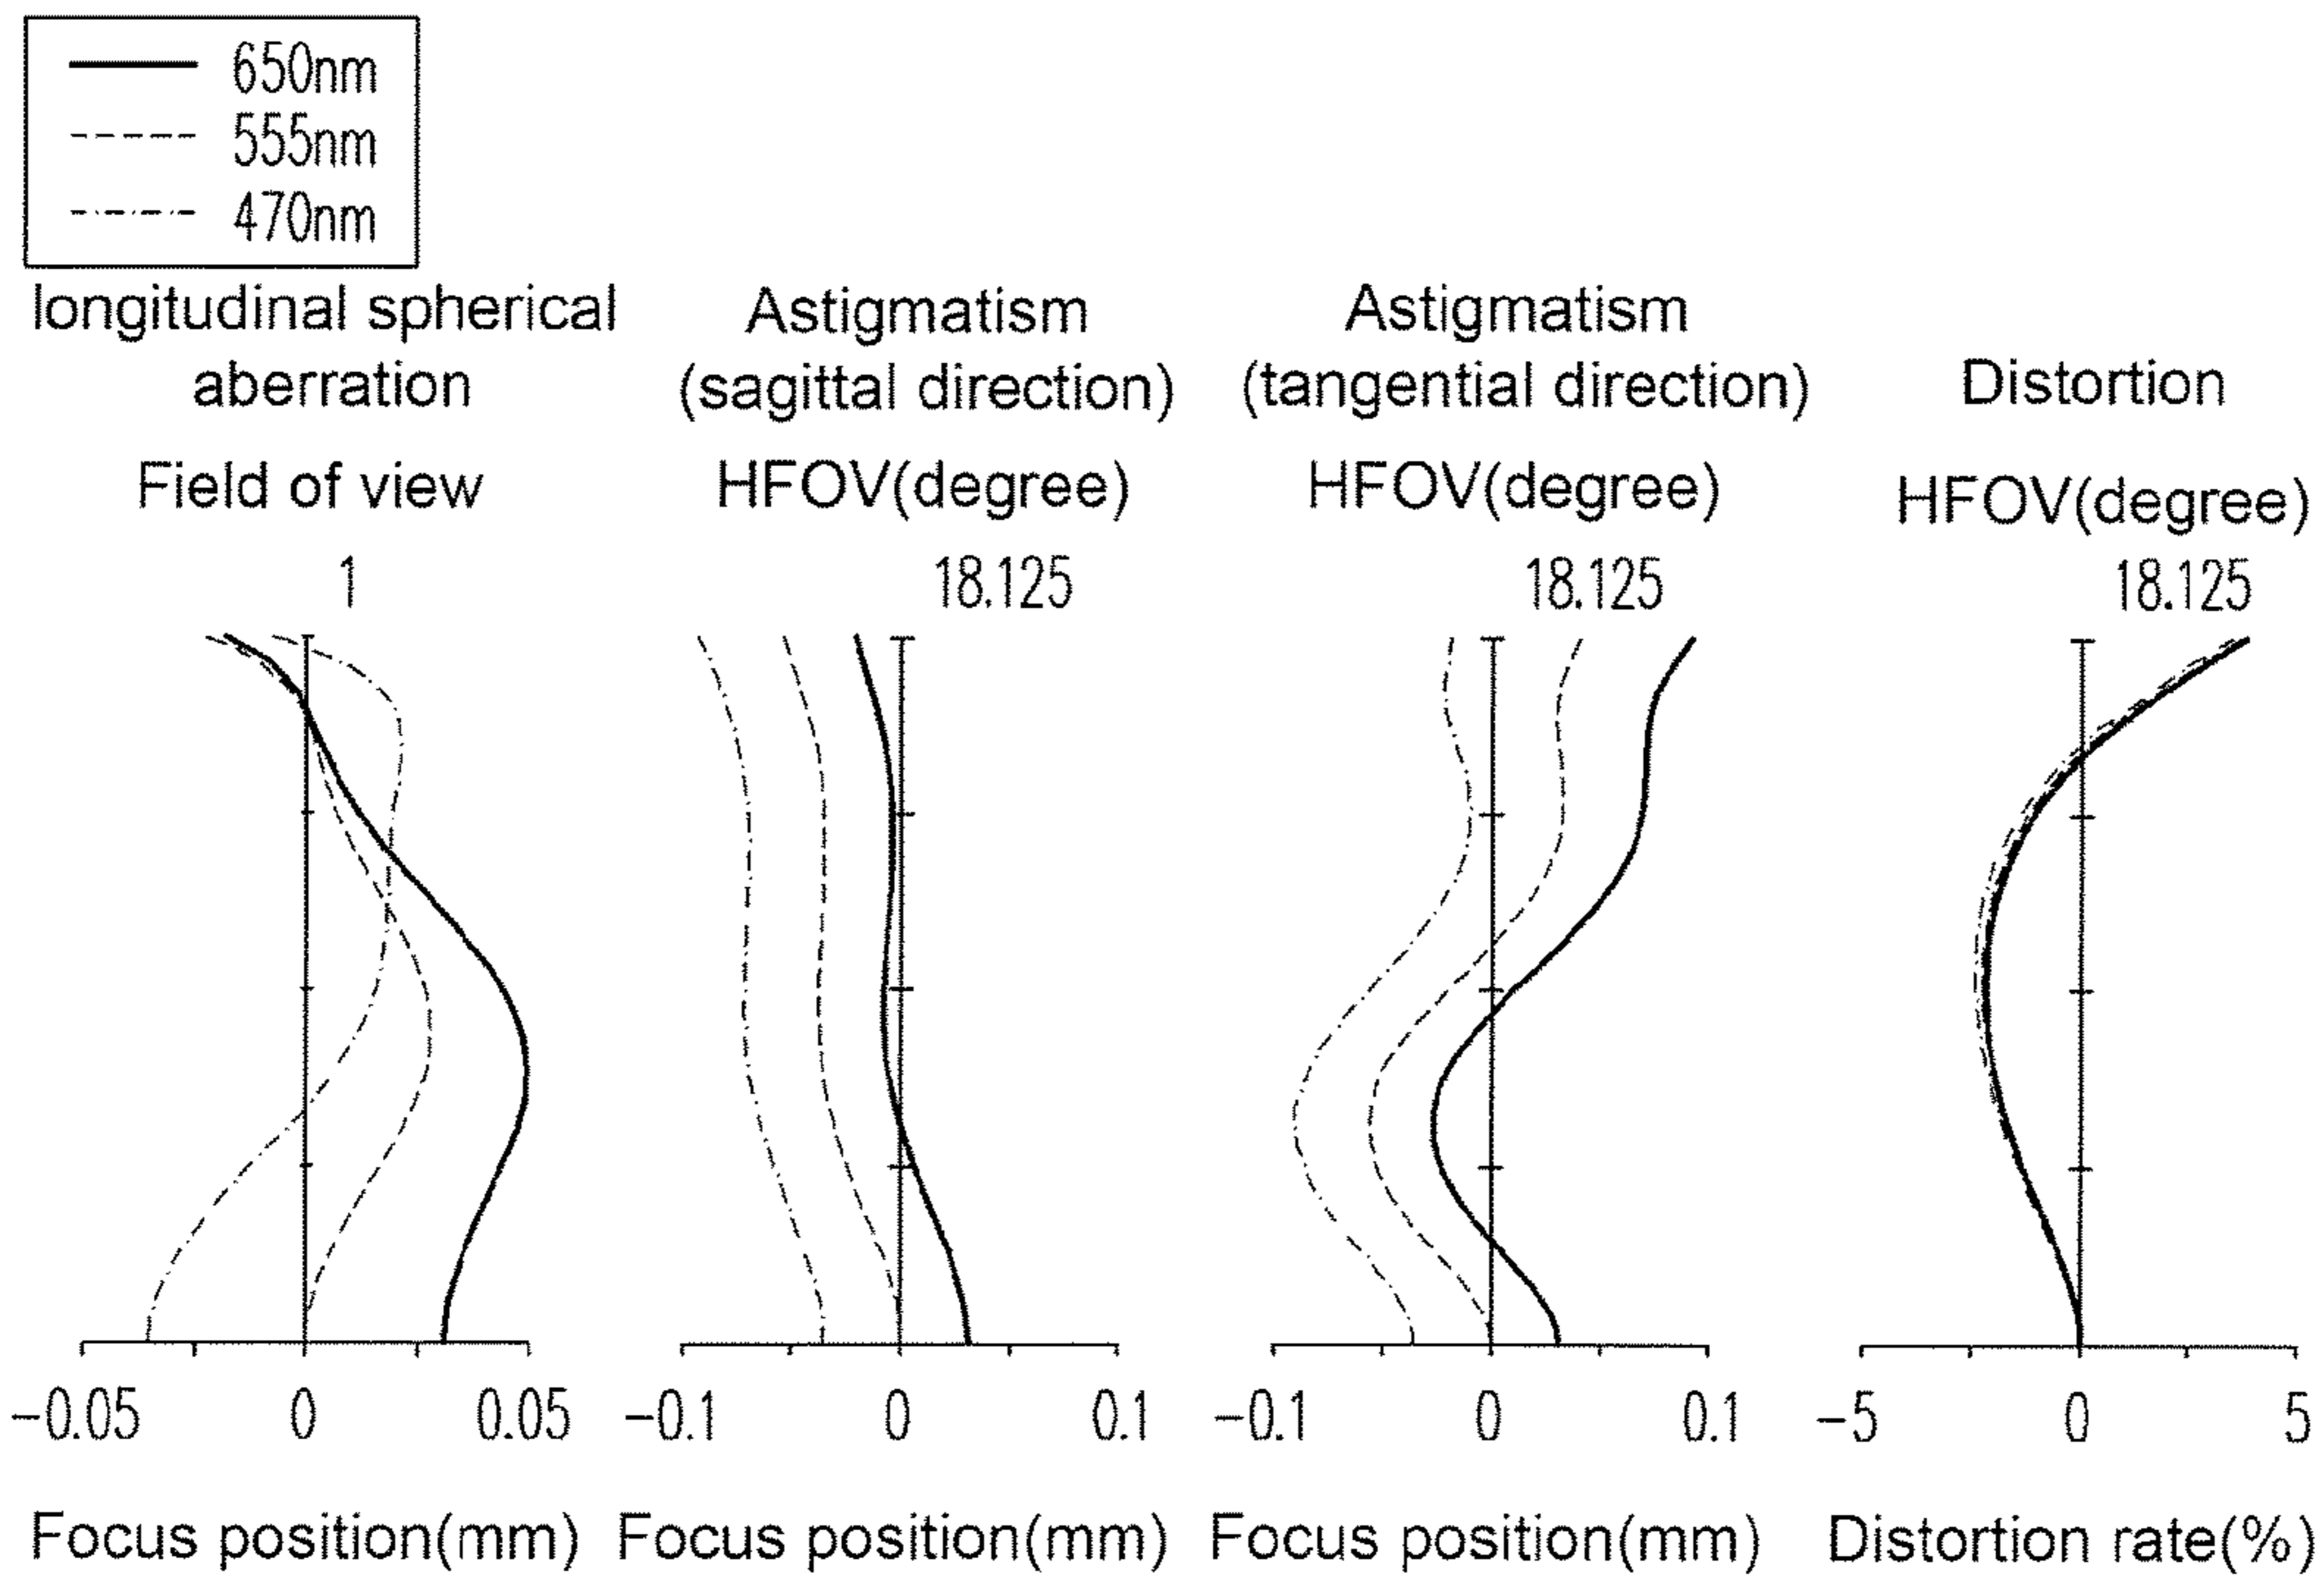 650nm
555nm
470nm
longitudinal spherical
aberration
Field of view
1
Astigmatism
(sagittal direction)
HFOV(degree)
18.125
Astigmatism
(tangential direction)
HFOV(degree)
18.125
Distortion
HFOV(degree)
18.125
-0.05 0 0.05
Focus position(mm)
-0.1 0 0.1
Focus position(mm)
-0.1 0 0.1
Focus position(mm)
-5 0 5
Distortion rate(%)